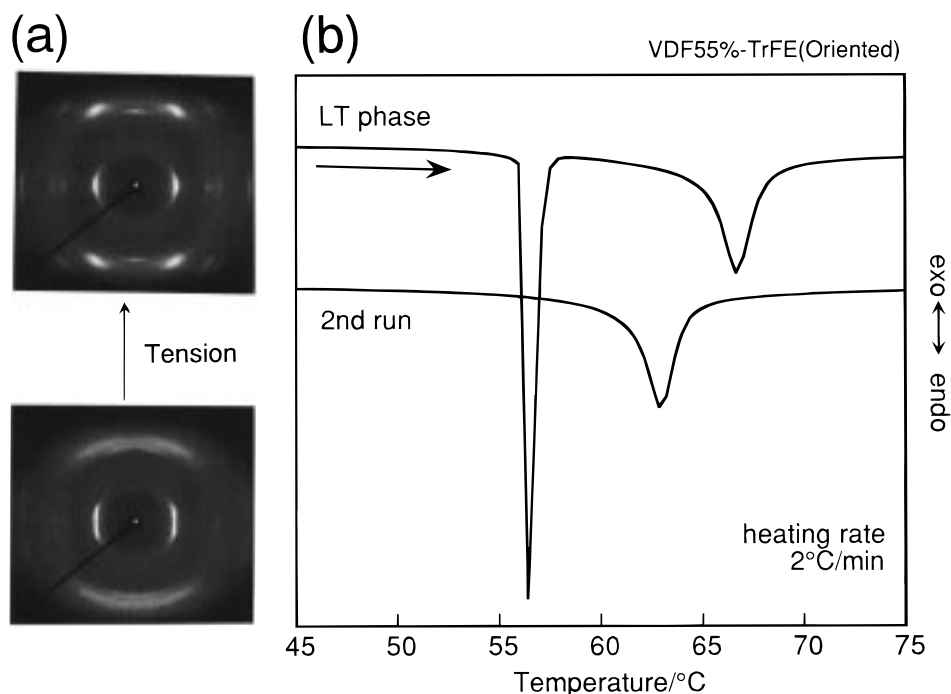 (a)
Tension
(b)
VDF55%-TrFE(Oriented)
LT phase
2nd run
heating rate
2°C/min
45 50 55 60 65 70 75
Temperature/°C
exo
endo